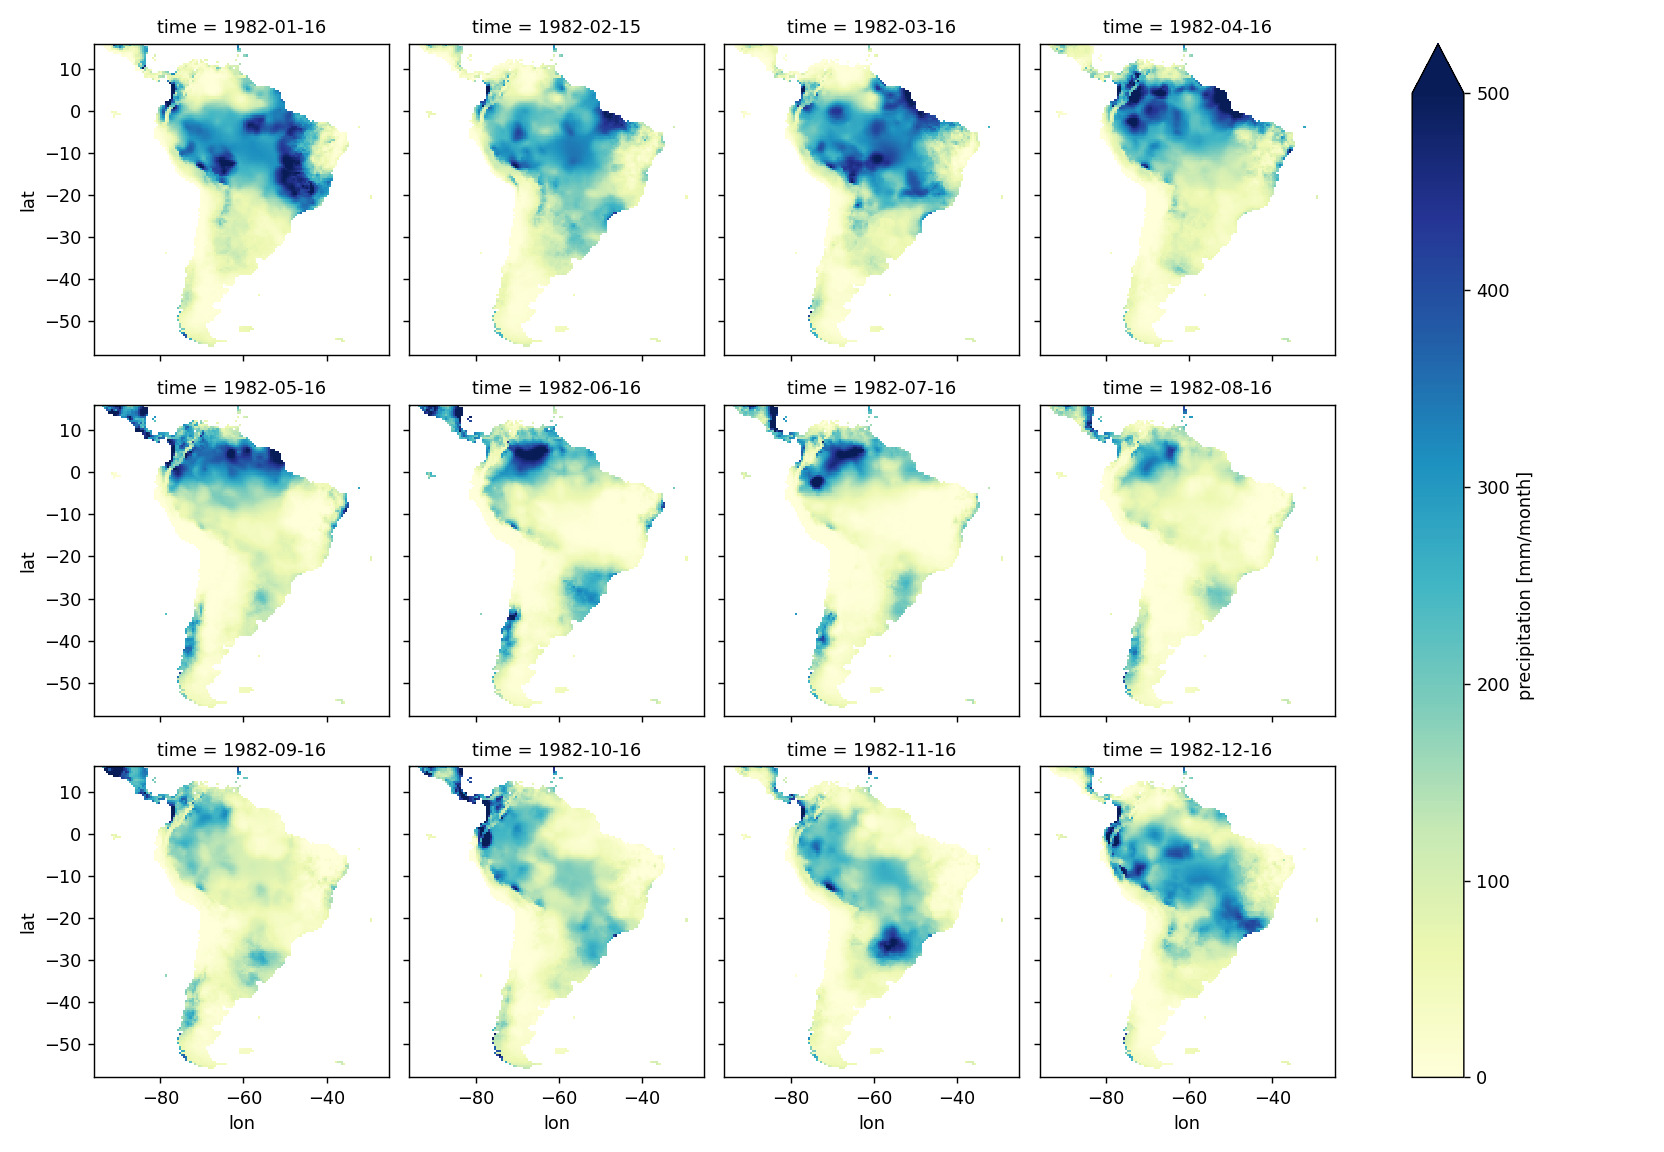 time = 1982-01-16
time = 1982-02-15
time = 1982-03-16
time = 1982-04-16
10
0
−10
−20
−30
−40
−50
lat
time = 1982-05-16
time = 1982-06-16
time = 1982-07-16
time = 1982-08-16
10
0
−10
−20
−30
−40
−50
lat
time = 1982-09-16
time = 1982-10-16
time = 1982-11-16
time = 1982-12-16
10
0
−10
−20
−30
−40
−50
lat
−80 −60 −40
lon
−80 −60 −40
lon
−80 −60 −40
lon
−80 −60 −40
lon
500
400
300
200
100
0
precipitation [mm/month]